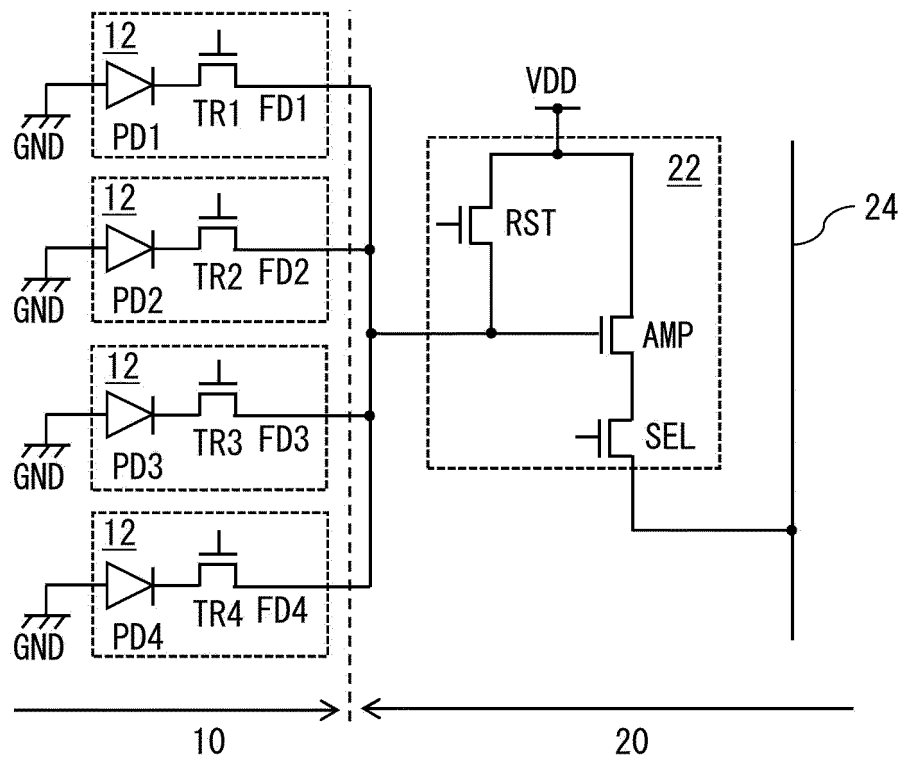 12
TR1
FD1
PD1
GND
12
TR2
FD2
PD2
GND
12
TR3
FD3
PD3
GND
12
TR4
FD4
PD4
GND
VDD
22
RST
AMP
SEL
24
10
20